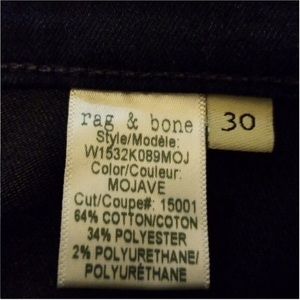 rag & bone
30
Style/Modèle:
W1532K089MOJ
Color/Couleur:
MOJAVE
Cut/Coupe#: 15001
64% COTTON/COTON
34% POLYESTER
2% POLYURETHANE/
POLYURÉTHANE